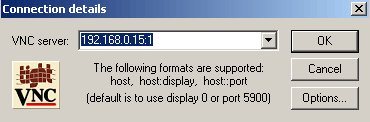 Connection details
VNC server: 192.168.0.15:1
OK
The following formats are supported:
host, host:display, host::port
(default is to use display 0 or port 5900)
Cancel
Options...
VNC